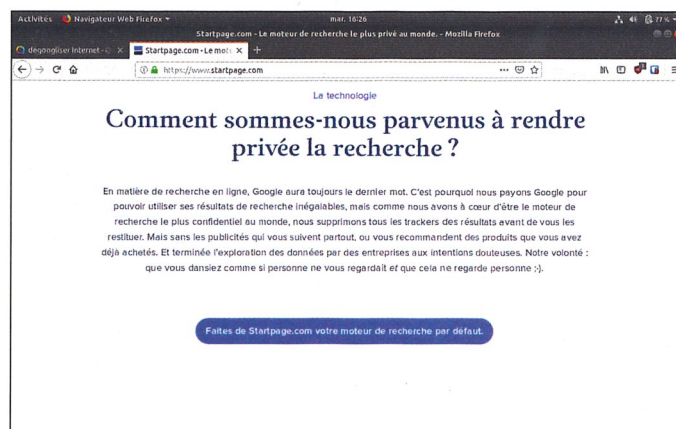 Activités Navigateur Web Firefox mar. 16:26 77 %
Startpage.com - Le moteur de recherche le plus privé au monde. - Mozilla Firefox
dégoogliser Internet - Startpage.com - Le mote
https://www.startpage.com
La technologie
Comment sommes-nous parvenus à rendre
privée la recherche ?
En matière de recherche en ligne, Google aura toujours le dernier mot. C'est pourquoi nous payons Google pour
pouvoir utiliser ses résultats de recherche inégalables, mais comme nous avons à cœur d'être le moteur de
recherche le plus confidentiel au monde, nous supprimons tous les trackers des résultats avant de vous les
restituer. Mais sans les publicités qui vous suivent partout, ou vous recommandent des produits que vous avez
déjà achetés. Et terminée l'exploration des données par des entreprises aux intentions douteuses. Notre volonté :
que vous dansiez comme si personne ne vous regardait et que cela ne regarde personne ;-).
Faites de Startpage.com votre moteur de recherche par défaut.